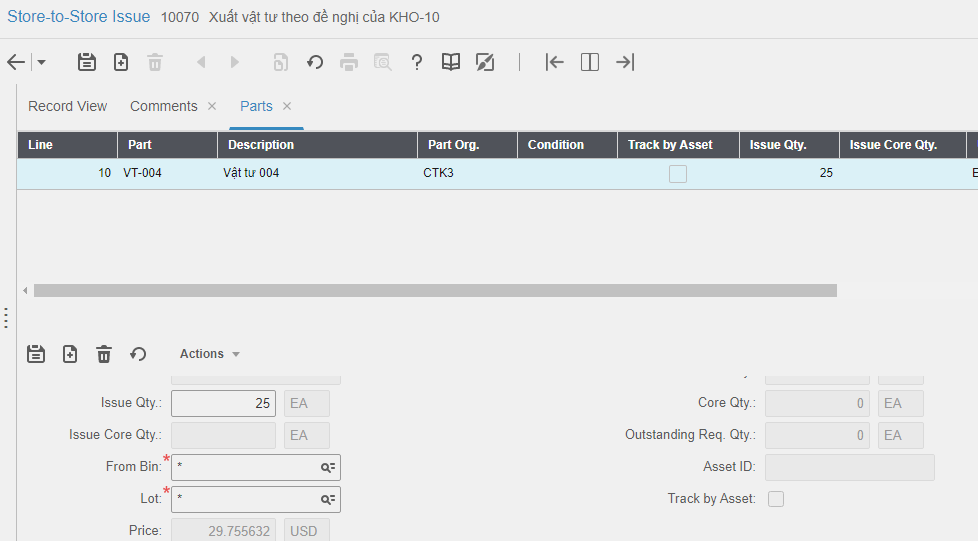 Store-to-Store Issue 10070 Xuất vật tư theo đề nghị của KHO-10
Record View Comments × Parts ×
Line Part Description Part Org. Condition Track by Asset Issue Qty. Issue Core Qty.
10 VT-004 Vật tư 004 CTK3 25 E
Actions
Issue Qty.: 25 EA Core Qty.: 0 EA
Issue Core Qty.: EA Outstanding Req. Qty.: 0 EA
From Bin: * * Asset ID:
Lot: * * Track by Asset:
Price: 29.755632 USD